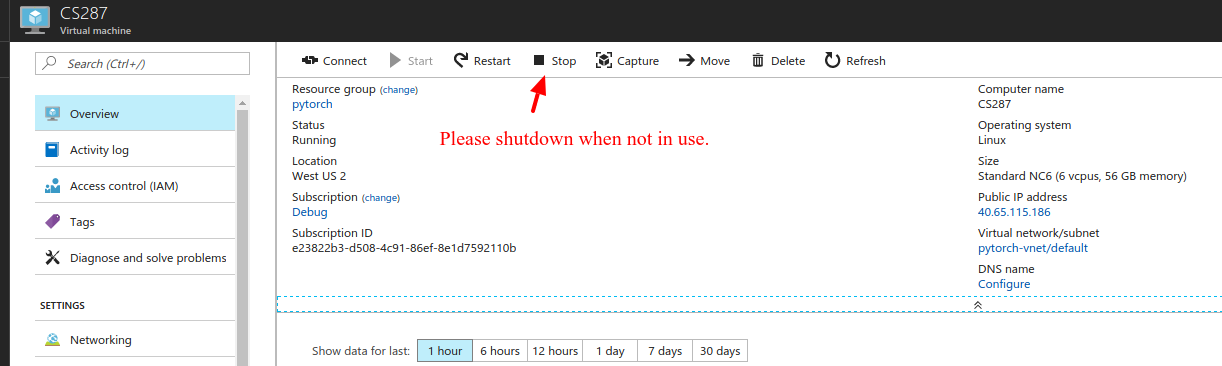 CS287
Virtual machine
Search (Ctrl+/)
Overview
Activity log
Access control (IAM)
Tags
Diagnose and solve problems
SETTINGS
Networking
Connect Start Restart Stop Capture Move Delete Refresh
Resource group (change)
pytorch
Status
Running
Location
West US 2
Subscription (change)
Debug
Subscription ID
e23822b3-d508-4c91-86ef-8e1d7592110b
Please shutdown when not in use.
Computer name
CS287
Operating system
Linux
Size
Standard NC6 (6 vcpus, 56 GB memory)
Public IP address
40.65.115.186
Virtual network/subnet
pytorch-vnet/default
DNS name
Configure
Show data for last: 1 hour 6 hours 12 hours 1 day 7 days 30 days